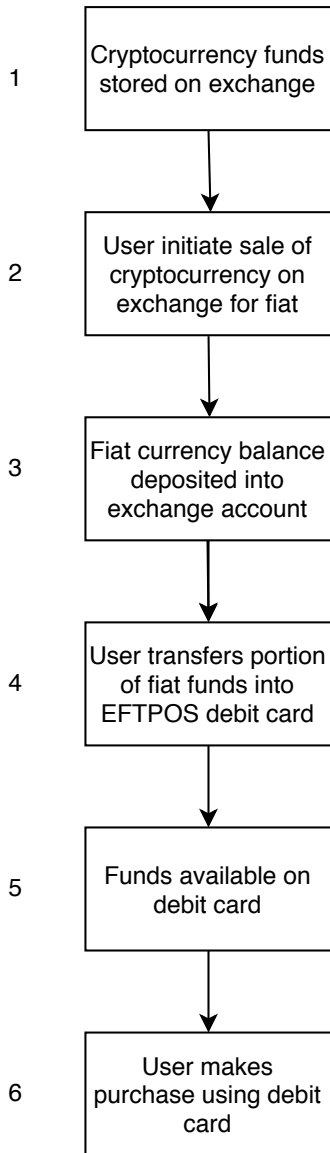 1
Cryptocurrency funds
stored on exchange
2
User initiate sale of
cryptocurrency on
exchange for fiat
3
Fiat currency balance
deposited into
exchange account
4
User transfers portion
of fiat funds into
EFTPOS debit card
5
Funds available on
debit card
6
User makes
purchase using debit
card